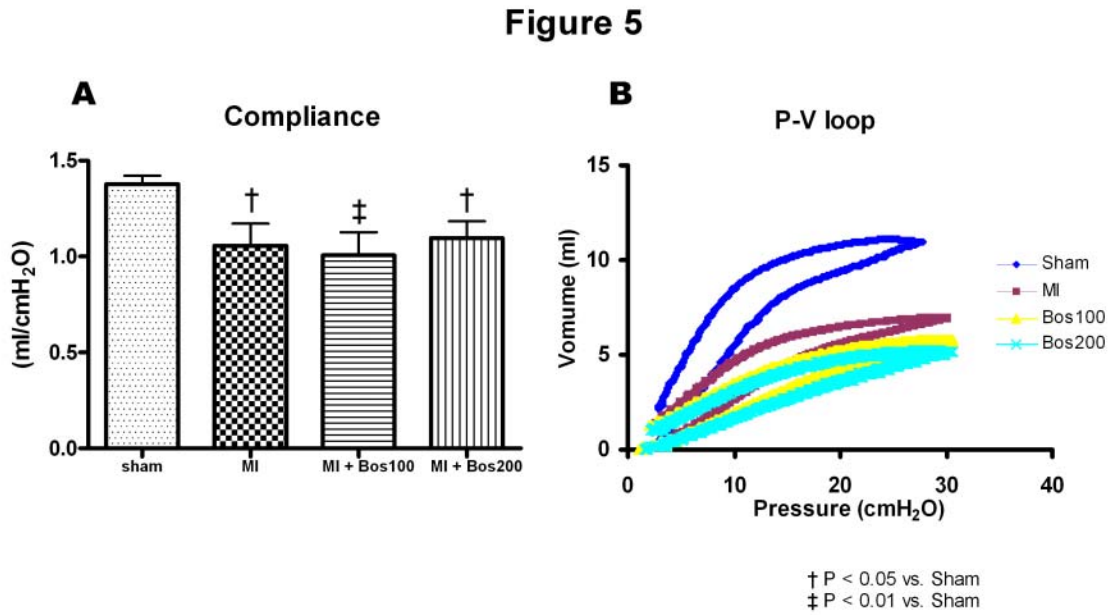 Figure 5
A
Compliance
(ml/cmH₂O)
1.5
1.0
0.5
0.0
†
‡
†
sham
MI
MI + Bos100
MI + Bos200
B
P-V loop
Vomume (ml)
15
10
5
0
0
10
20
30
40
Pressure (cmH₂O)
Sham
MI
Bos100
Bos200
† P < 0.05 vs. Sham
‡ P < 0.01 vs. Sham